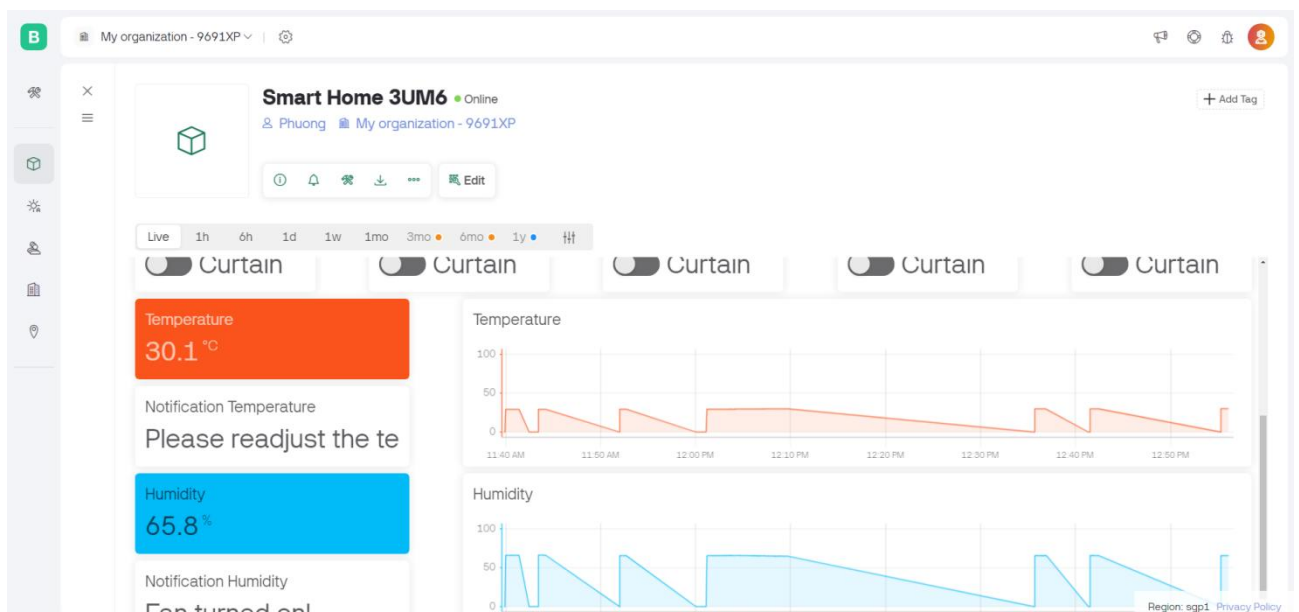 B
My organization - 9691XP
Smart Home 3UM6 Online
Add Tag
Phuong My organization - 9691XP
Edit
Live 1h 6h 1d 1w 1mo 3mo 6mo 1y
Curtain Curtain Curtain Curtain Curtain
Temperature
30.1 °C
Notification Temperature
Please readjust the te
Humidity
65.8 %
Notification Humidity
Fan turned on!
Temperature
100
50
0
11:40 AM 11:50 AM 12:00 PM 12:10 PM 12:20 PM 12:30 PM 12:40 PM 12:50 PM
Humidity
100
50
0
Region: sgp1 Privacy Policy